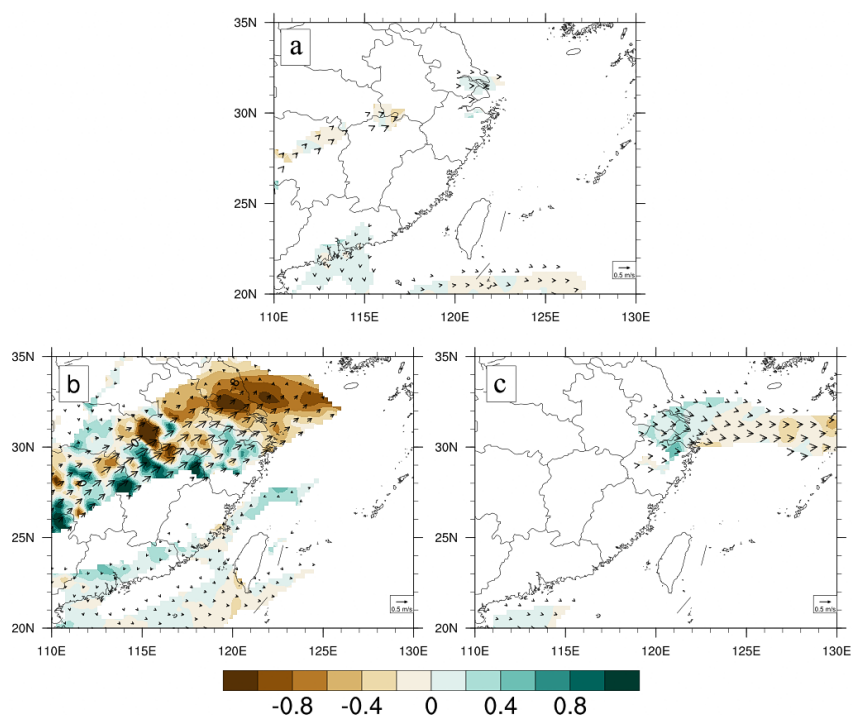 a
35N
30N
25N
20N
110E 115E 120E 125E 130E
0.5 m/s
b c
35N 35N
30N 30N
25N 25N
20N 20N
110E 115E 120E 125E 130E 110E 115E 120E 125E 130E
0.5 m/s 0.5 m/s
-0.8 -0.4 0 0.4 0.8